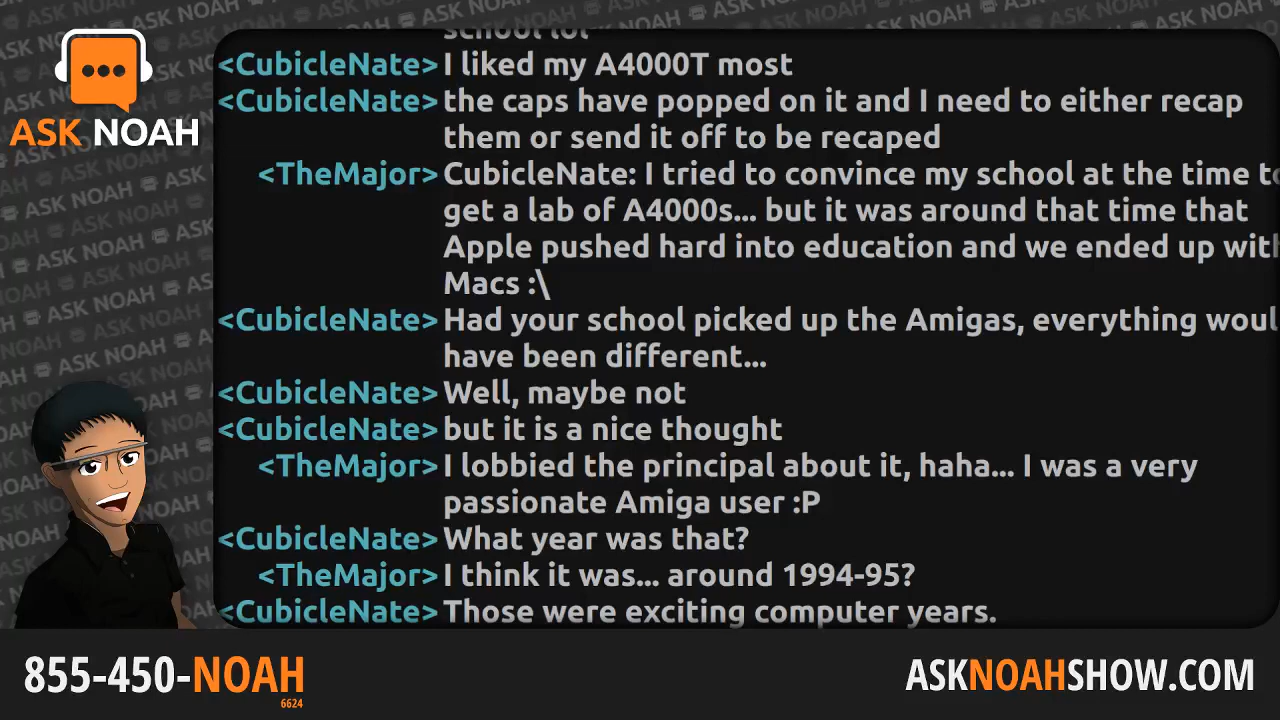 ASK NOAH
school lol
<CubicleNate> I liked my A4000T most
<CubicleNate> the caps have popped on it and I need to either recap
them or send it off to be recaped
<TheMajor> CubicleNate: I tried to convince my school at the time to
get a lab of A4000s... but it was around that time that
Apple pushed hard into education and we ended up with
Macs :\
<CubicleNate> Had your school picked up the Amigas, everything woul
have been different...
<CubicleNate> Well, maybe not
<CubicleNate> but it is a nice thought
<TheMajor> I lobbied the principal about it, haha... I was a very
passionate Amiga user :P
<CubicleNate> What year was that?
<TheMajor> I think it was... around 1994-95?
<CubicleNate> Those were exciting computer years.
855-450-NOAH
6624
ASKNOAHSHOW.COM